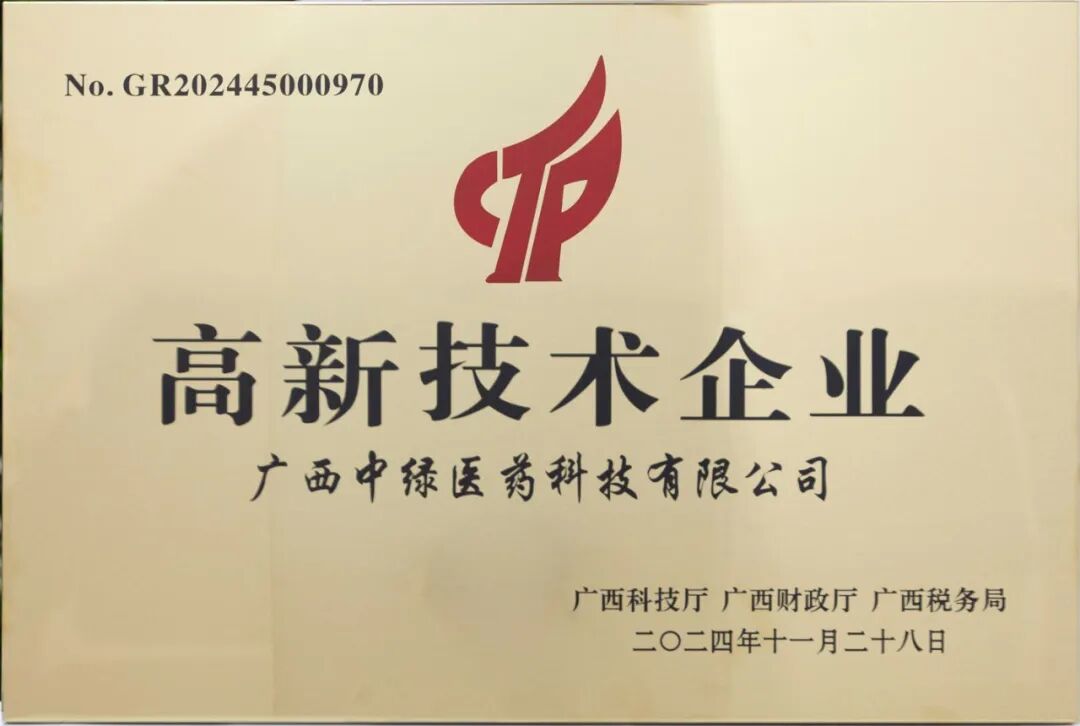 No. GR202445000970
CTP
高新技术企业
广西中绿医药科技有限公司
广西科技厅 广西财政厅 广西税务局
二〇二四年十一月二十八日